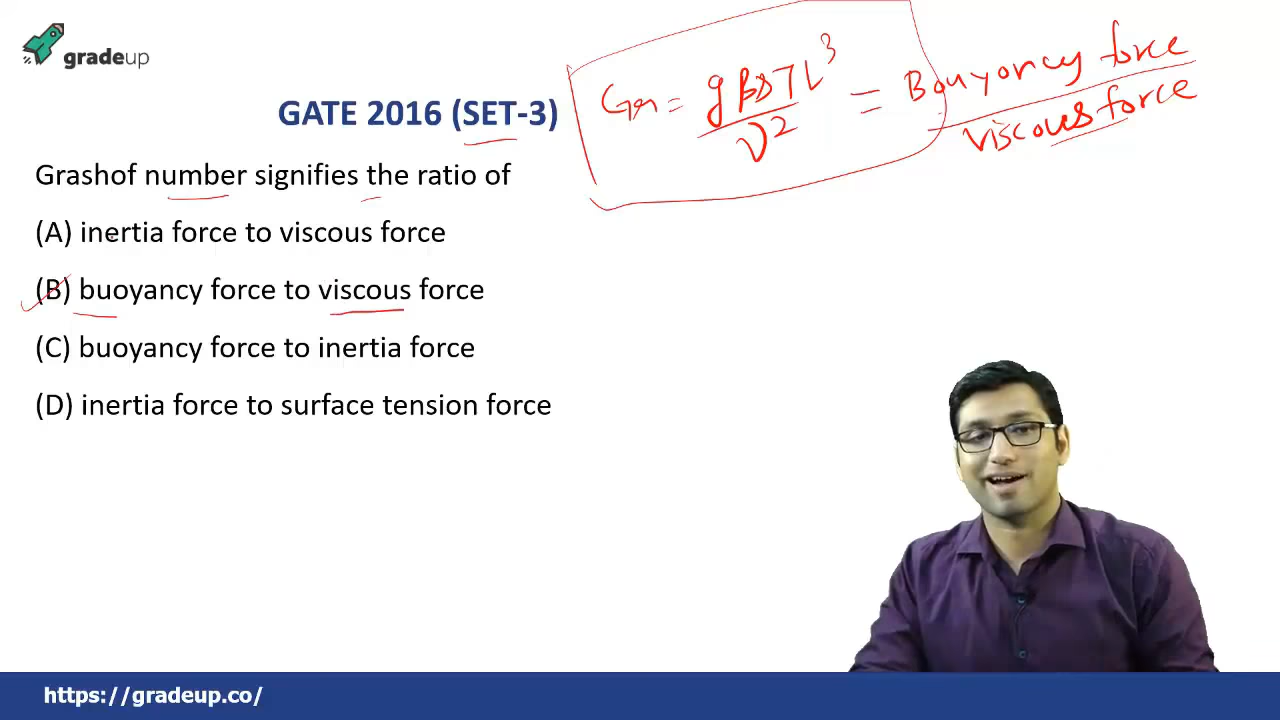 gradeup
GATE 2016 (SET-3)
Gr = gβΔTL³ / ν² = Bouyoncy force / viscous force
Grashof number signifies the ratio of
(A) inertia force to viscous force
(B) buoyancy force to viscous force
(C) buoyancy force to inertia force
(D) inertia force to surface tension force
https://gradeup.co/